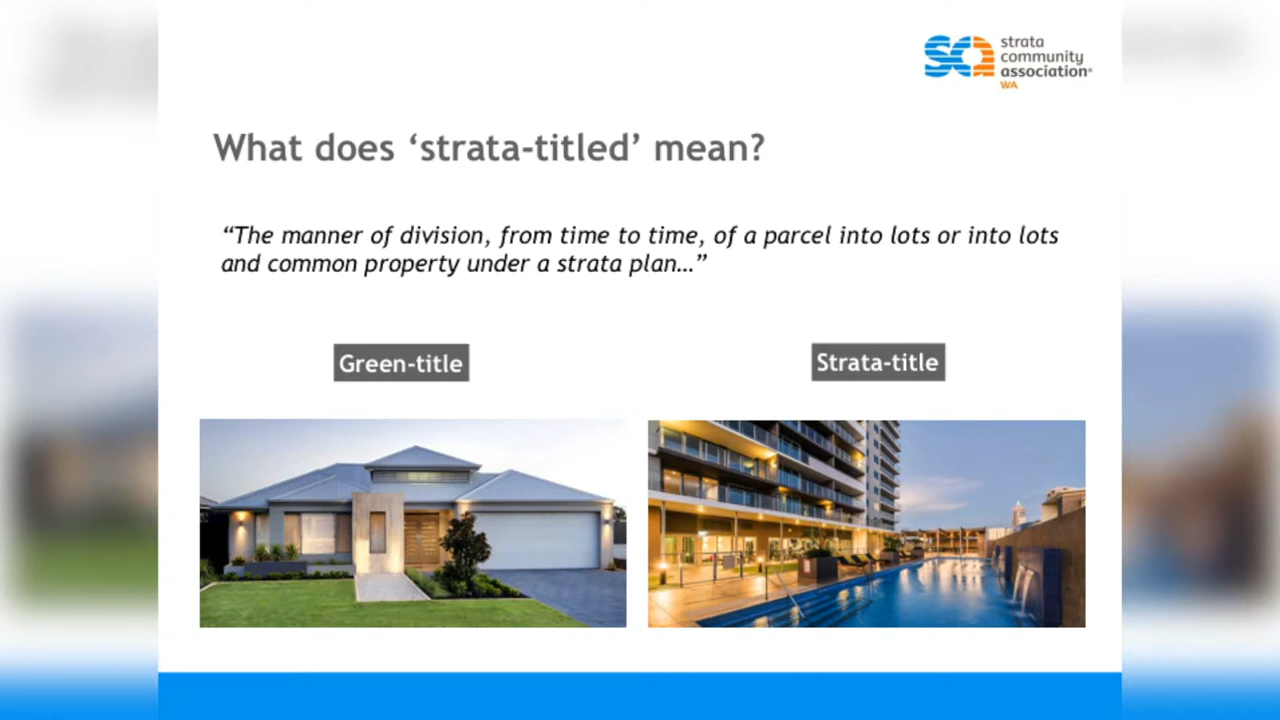 strata
community
association®
WA
What does ‘strata-titled’ mean?
“The manner of division, from time to time, of a parcel into lots or into lots
and common property under a strata plan…”
Green-title
Strata-title